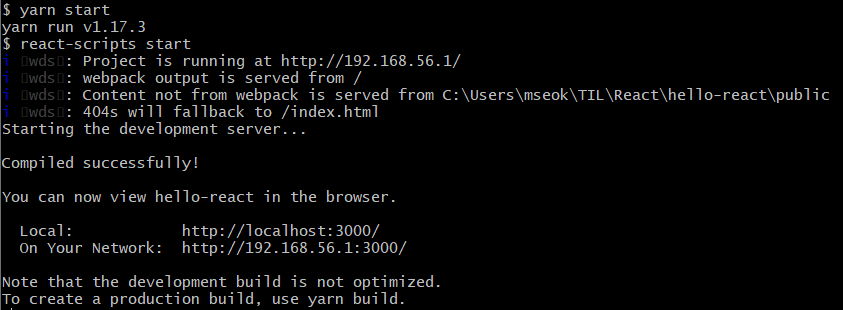 $ yarn start
yarn run v1.17.3
$ react-scripts start
i 「wds」: Project is running at http://192.168.56.1/
i 「wds」: webpack output is served from /
i 「wds」: Content not from webpack is served from C:\Users\mseok\TIL\React\hello-react\public
i 「wds」: 404s will fallback to /index.html
Starting the development server...
Compiled successfully!
You can now view hello-react in the browser.
Local: http://localhost:3000/
On Your Network: http://192.168.56.1:3000/
Note that the development build is not optimized.
To create a production build, use yarn build.